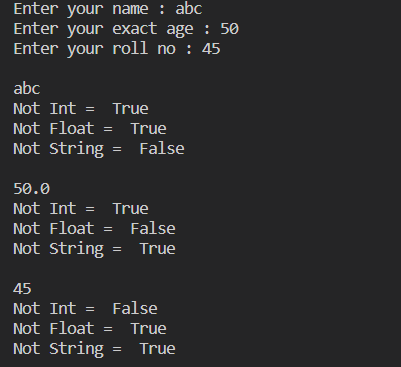 Enter your name : abc
Enter your exact age : 50
Enter your roll no : 45
abc
Not Int =  True
Not Float =  True
Not String =  False
50.0
Not Int =  True
Not Float =  False
Not String =  True
45
Not Int =  False
Not Float =  True
Not String =  True